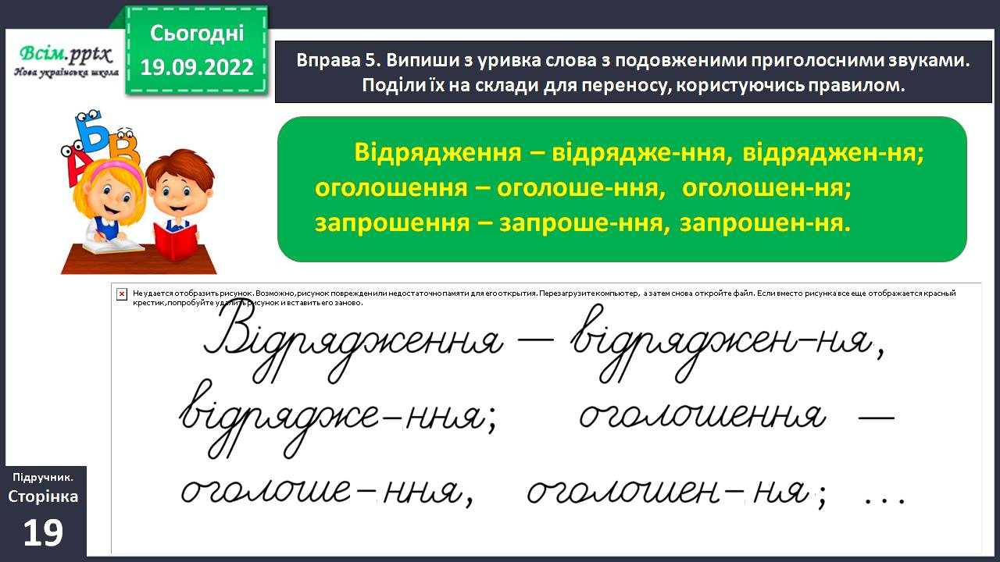 Всім.pptx
Нова українська школа
Сьогодні
19.09.2022
Вправа 5. Випиши з уривка слова з подовженими приголосними звуками.
Поділи їх на склади для переносу, користуючись правилом.
АБВ
Відрядження – відрядже-ння, відряджен-ня;
оголошення – оголоше-ння, оголошен-ня;
запрошення – запроше-ння, запрошен-ня.
Не удается отобразить рисунок. Возможно, рисунок поврежден или недостаточно памяти для его открытия. Перезагрузите компьютер, а затем снова откройте файл. Если вместо рисунка все еще отображается красный
крестик, попробуйте удалить рисунок и вставить его заново.
Відрядження — відряджен-ня,
відрядже-ння; оголошення —
оголоше-ння, оголошен-ня; ...
Підручник.
Сторінка
19